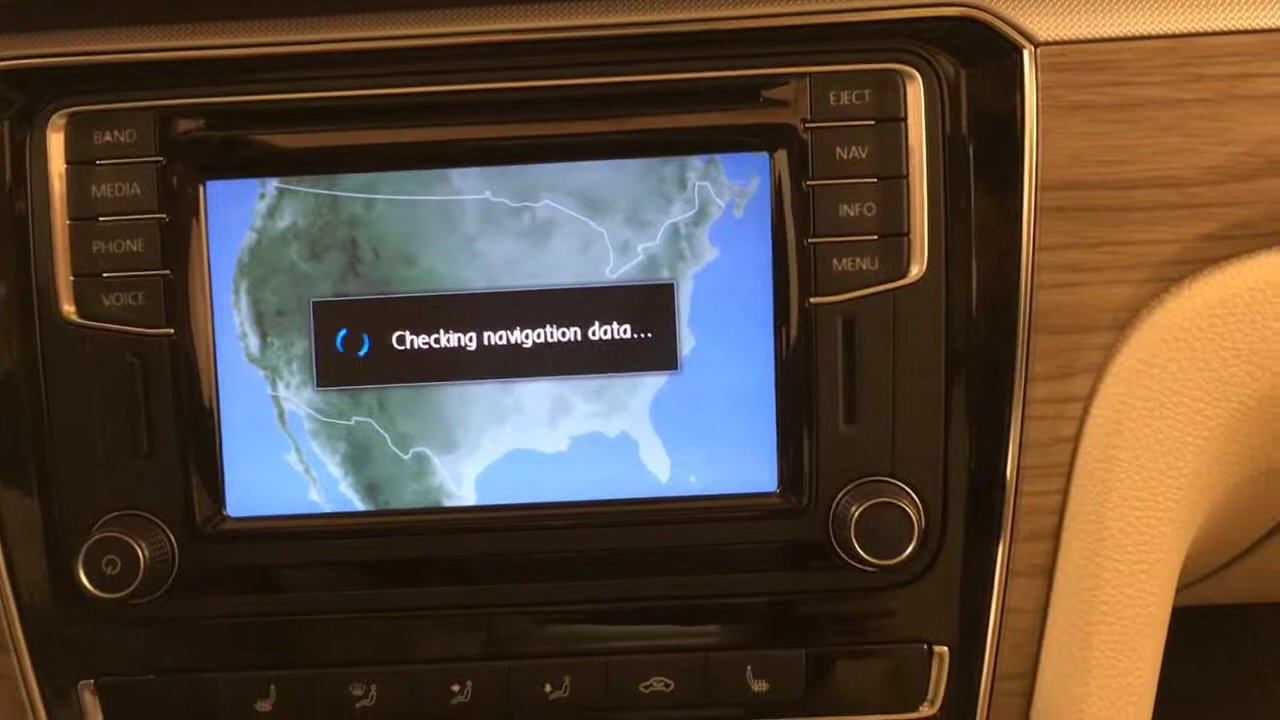 BAND
MEDIA
PHONE
VOICE
Checking navigation data...
EJECT
NAV
INFO
MENU